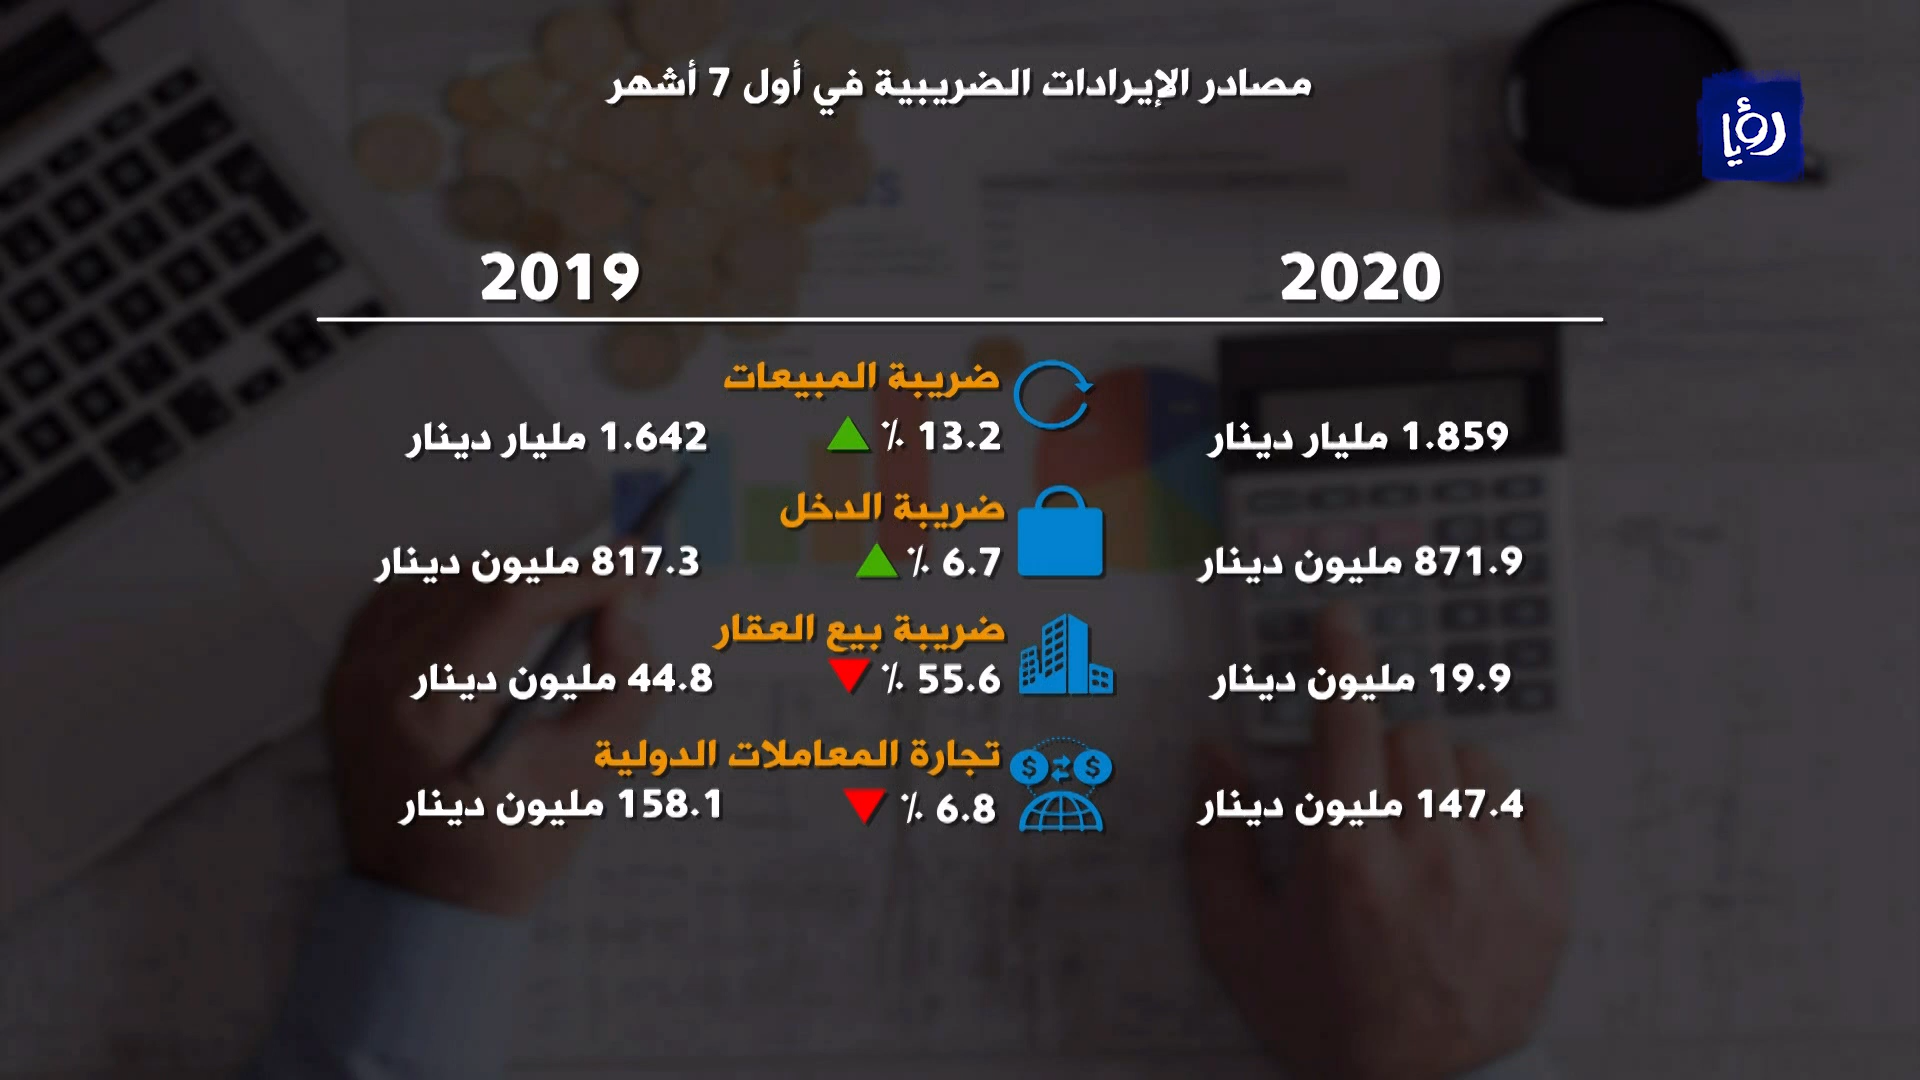 مصادر الإيرادات الضريبية في أول 7 أشهر
رؤيا
2020 2019
ضريبة المبيعات
1.859 مليار دينار 13.2 ٪ 1.642 مليار دينار
ضريبة الدخل
871.9 مليون دينار 6.7 ٪ 817.3 مليون دينار
ضريبة بيع العقار
19.9 مليون دينار 55.6 ٪ 44.8 مليون دينار
تجارة المعاملات الدولية
147.4 مليون دينار 6.8 ٪ 158.1 مليون دينار